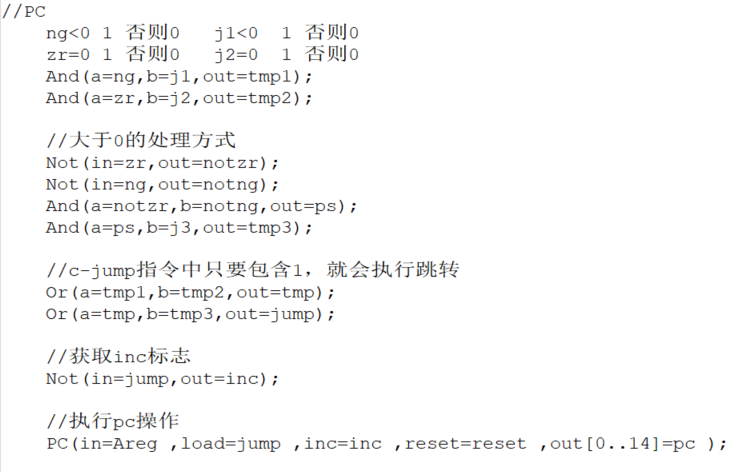 //PC
ng<0 1 否则0 j1<0 1 否则0
zr=0 1 否则0 j2=0 1 否则0
And(a=ng,b=j1,out=tmp1);
And(a=zr,b=j2,out=tmp2);
//大于0的处理方式
Not(in=zr,out=notzr);
Not(in=ng,out=notng);
And(a=notzr,b=notng,out=ps);
And(a=ps,b=j3,out=tmp3);
//c-jump指令中只要包含1，就会执行跳转
Or(a=tmp1,b=tmp2,out=tmp);
Or(a=tmp,b=tmp3,out=jump);
//获取inc标志
Not(in=jump,out=inc);
//执行pc操作
PC(in=Areg ,load=jump ,inc=inc ,reset=reset ,out[0..14]=pc );